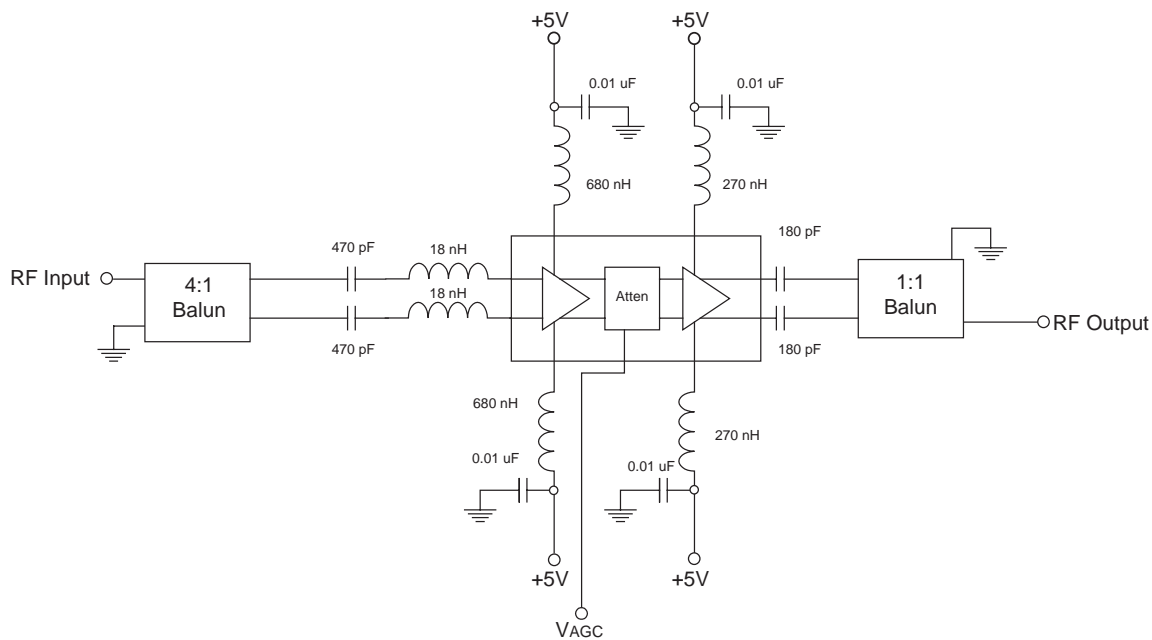 +5V
+5V
0.01 uF
0.01 uF
680 nH
270 nH
470 pF
18 nH
180 pF
RF Input
4:1
Balun
18 nH
Atten
1:1
Balun
RF Output
470 pF
180 pF
680 nH
270 nH
0.01 uF
0.01 uF
+5V
+5V
VAGC